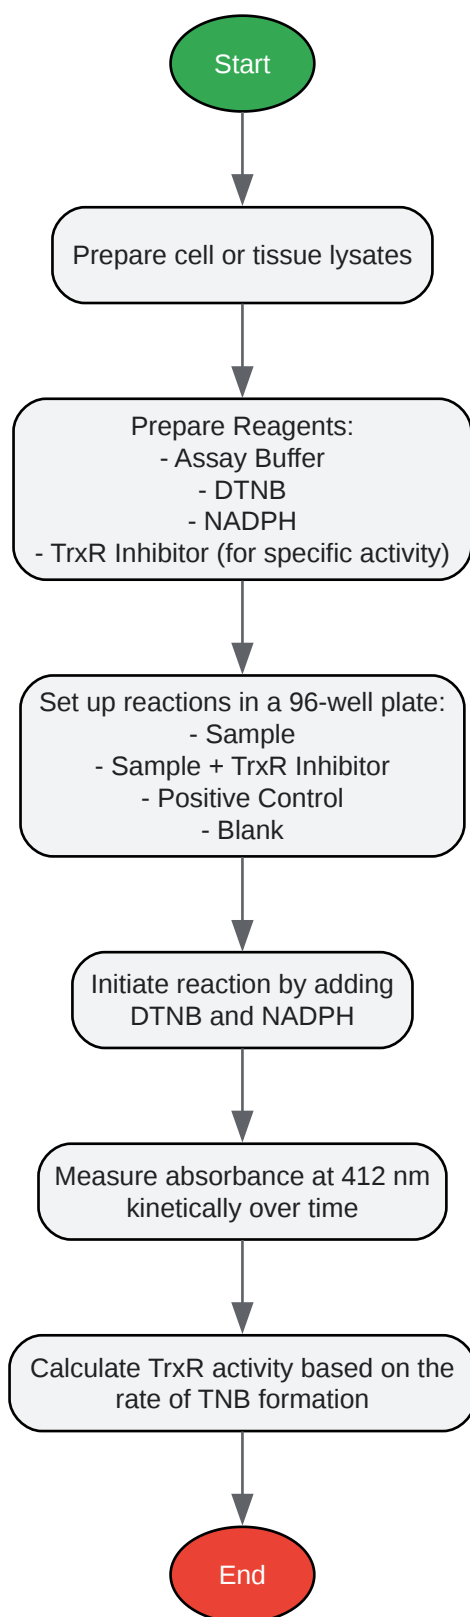 Start
Prepare cell or tissue lysates
Prepare Reagents:
- Assay Buffer
- DTNB
- NADPH
- TrxR Inhibitor (for specific activity)
Set up reactions in a 96-well plate:
- Sample
- Sample + TrxR Inhibitor
- Positive Control
- Blank
Initiate reaction by adding
DTNB and NADPH
Measure absorbance at 412 nm
kinetically over time
Calculate TrxR activity based on the
rate of TNB formation
End